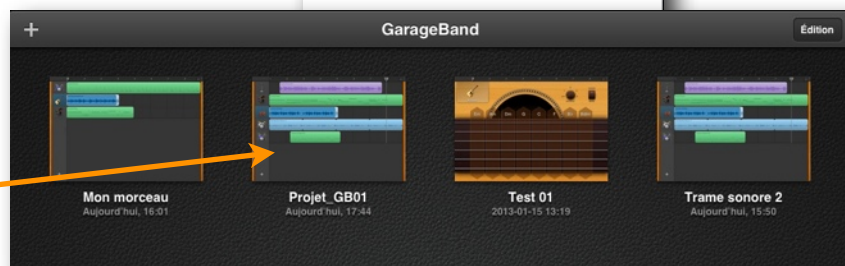 +
GarageBand
Édition
Mon morceau
Aujourd'hui, 16:01
Projet_GB01
Aujourd'hui, 17:44
Test 01
2013-01-15 13:19
Trame sonore 2
Aujourd'hui, 15:50